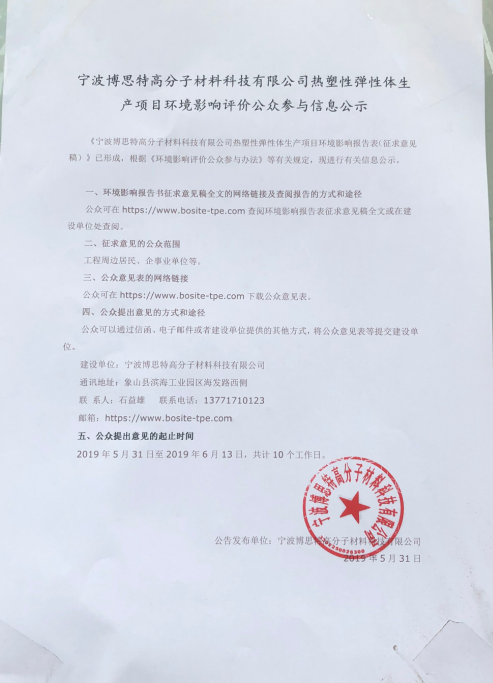 宁波博思特高分子材料科技有限公司热塑性弹性体生
产项目环境影响评价公众参与信息公示
《宁波博思特高分子材料科技有限公司热塑性弹性体生产项目环境影响报告表（征求意见
稿）》已形成，根据《环境影响评价公众参与办法》等有关规定，现进行有关信息公示。
一、环境影响报告书征求意见稿全文的网络链接及查阅报告的方式和途径
公众可在 https://www.bosite-tpe.com 查阅环境影响报告表征求意见稿全文或在建
设单位处查阅。
二、征求意见的公众范围
工程周边居民、企事业单位等。
三、公众意见表的网络链接
公众可在 https://www.bosite-tpe.com 下载公众意见表。
四、公众提出意见的方式和途径
公众可以通过信函、电子邮件或者建设单位提供的其他方式，将公众意见表等提交建设单
位。
建设单位：宁波博思特高分子材料科技有限公司
通讯地址：象山县滨海工业园区海发路西侧
联 系人：石益雄 联系电话：13771710123
邮箱：https://www.bosite-tpe.com
五、公众提出意见的起止时间
2019 年 5 月 31 日至 2019 年 6 月 13 日，共计 10 个工作日。
宁波博思特高分子材料科技有限公司
公告发布单位：宁波博思特高分子材料科技有限公司
2019 年 5 月 31 日